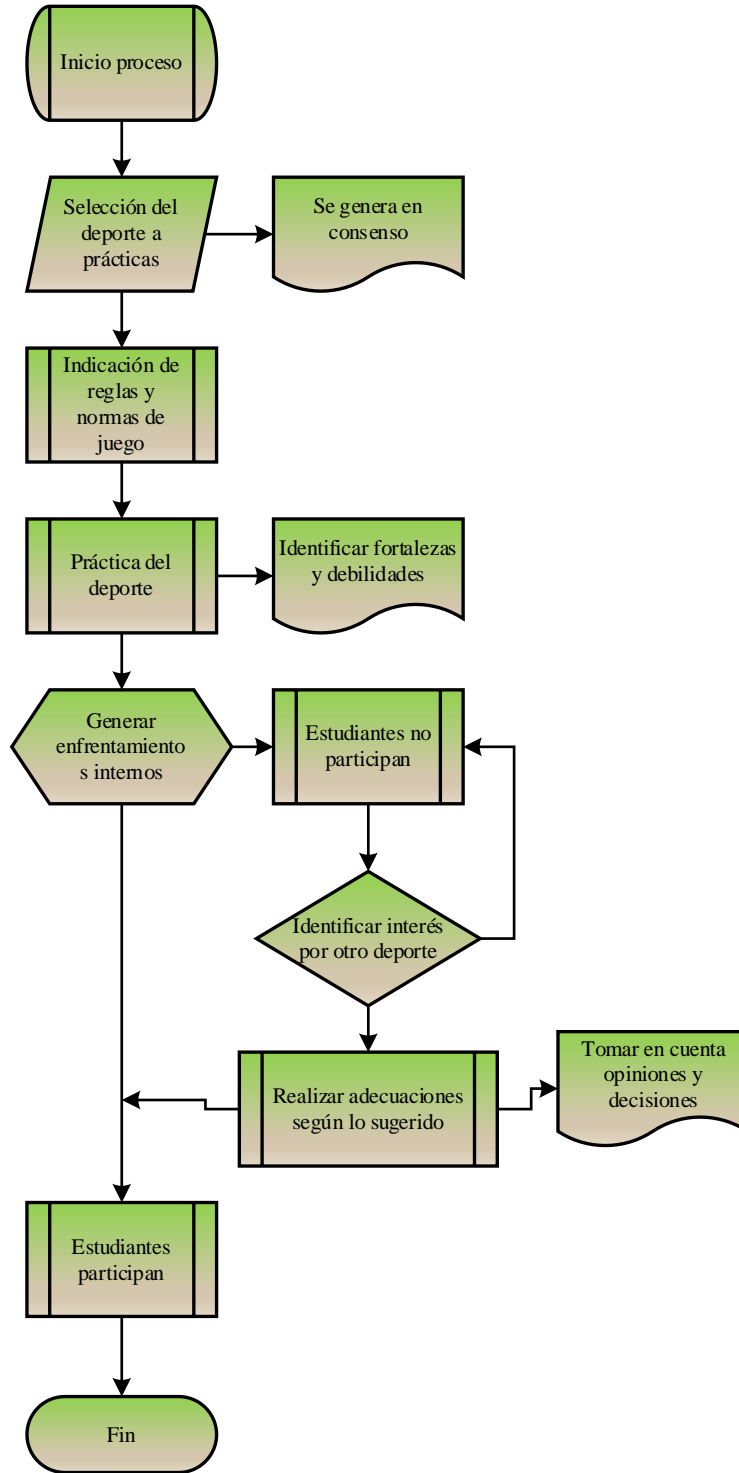 Inicio proceso
Selección del
deporte a
prácticas
Se genera en
consenso
Indicación de
reglas y
normas de
juego
Práctica del
deporte
Identificar fortalezas
y debilidades
Generar
enfrentamiento
s internos
Estudiantes no
participan
Identificar interés
por otro deporte
Realizar adecuaciones
según lo sugerido
Tomar en cuenta
opiniones y
decisiones
Estudiantes
participan
Fin